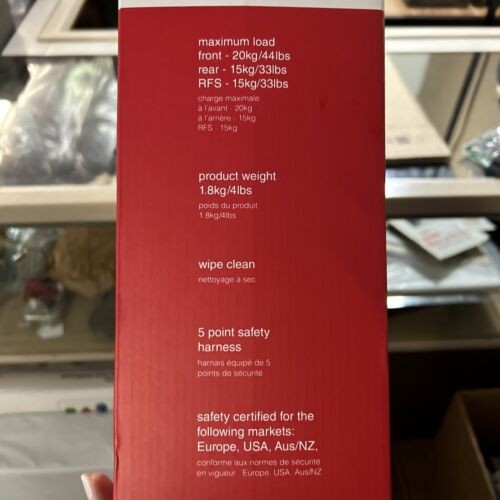 maximum load
front - 20kg/44lbs
rear - 15kg/33lbs
RFS - 15kg/33lbs
charge maximale
à l'avant - 20kg
à l'arrière - 15kg
RFS - 15kg
product weight
1.8kg/4lbs
poids du produit
1.8kg/4lbs
wipe clean
nettoyage à sec
5 point safety
harness
harnais équipé de 5
points de sécurité
safety certified for the
following markets:
Europe, USA, Aus/NZ,
conforme aux normes de sécurité
en vigueur : Europe, USA, Aus/NZ,